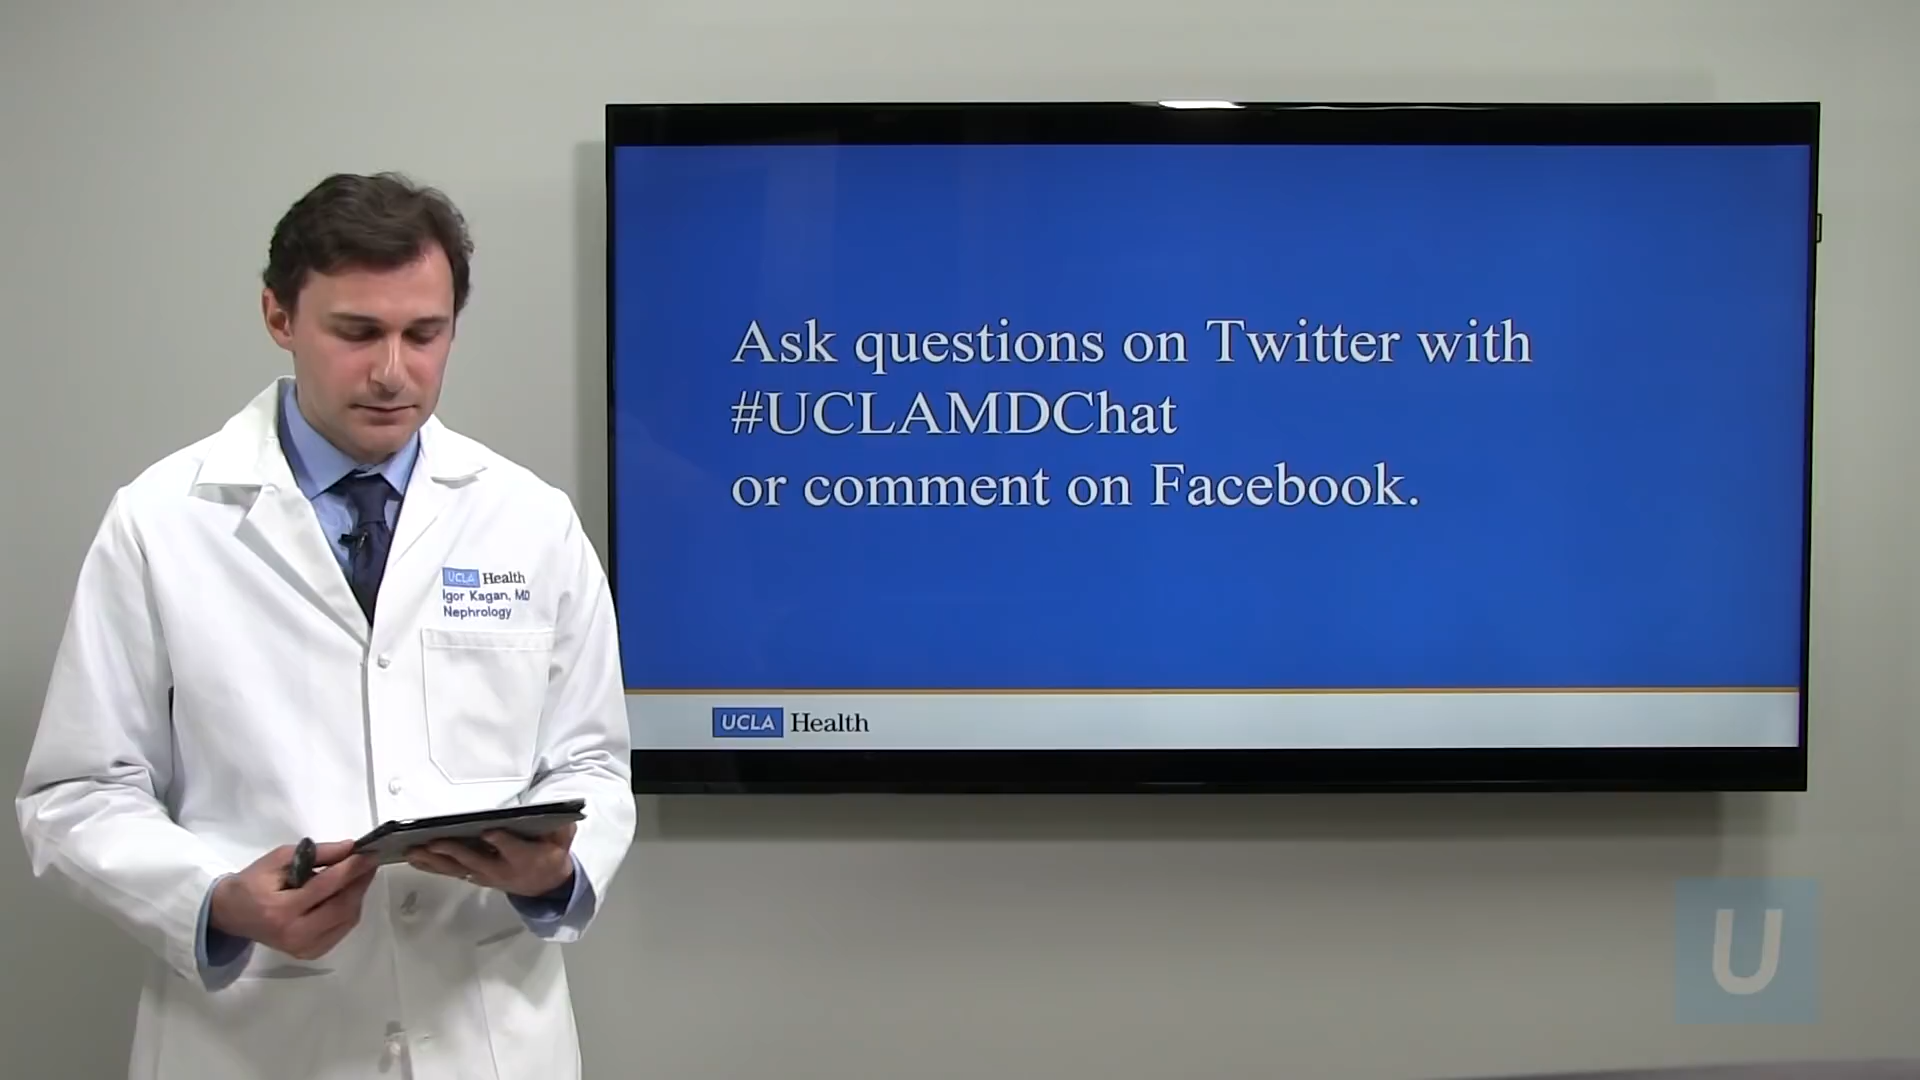 Ask questions on Twitter with
#UCLAMDChat
or comment on Facebook.
UCLA Health
UCLA Health
Igor Kagan, MD
Nephrology
U